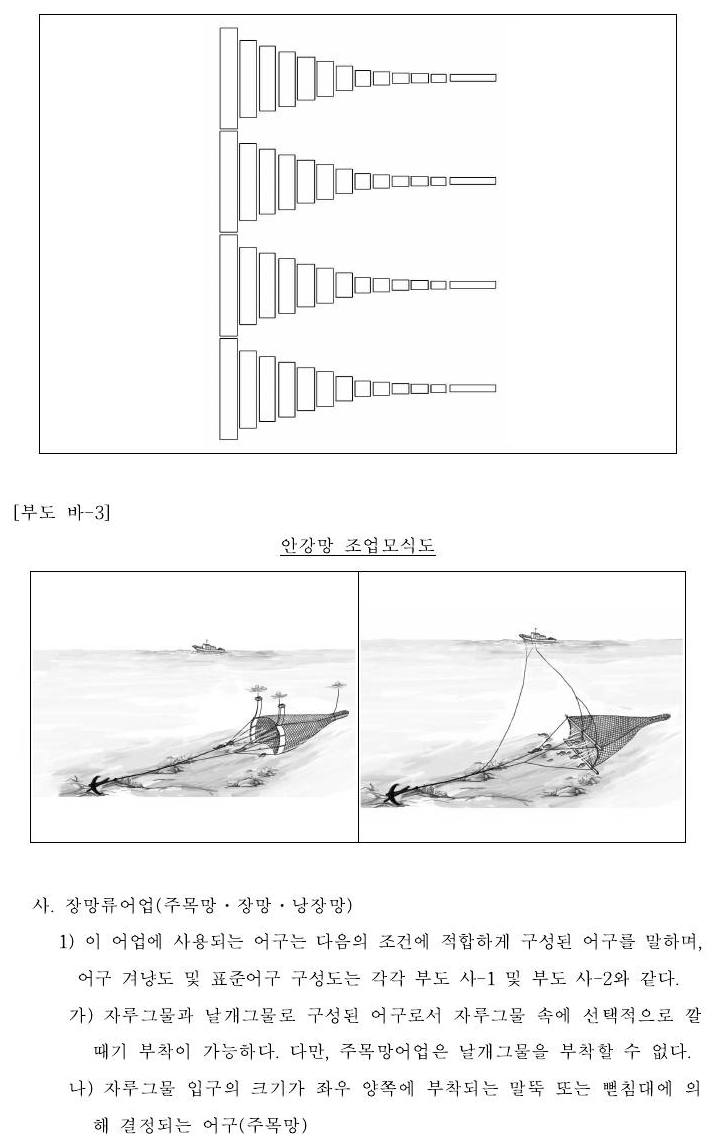 [부도 바-3]
안강망 조업모식도
사. 장망류어업(주목망·장망·낭장망)
1) 이 어업에 사용되는 어구는 다음의 조건에 적합하게 구성된 어구를 말하며,
어구 겨냥도 및 표준어구 구성도는 각각 부도 사-1 및 부도 사-2와 같다.
가) 자루그물과 날개그물로 구성된 어구로서 자루그물 속에 선택적으로 깔
때기 부착이 가능하다. 다만, 주목망어업은 날개그물을 부착할 수 없다.
나) 자루그물 입구의 크기가 좌우 양쪽에 부착되는 말뚝 또는 뻗침대에 의
해 결정되는 어구(주목망)